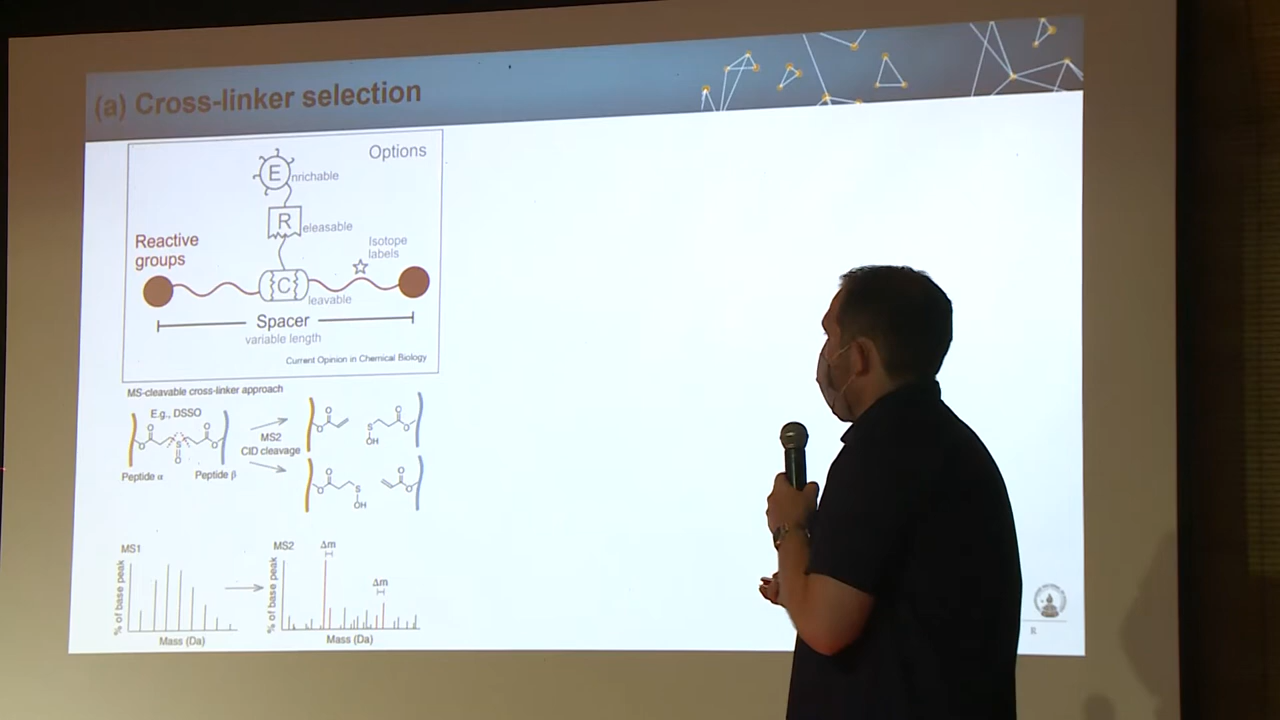 (a) Cross-linker selection
Options
E nrichable
R eleasable
Reactive
groups
Isotope
labels
C leavable
Spacer
variable length
Current Opinion in Chemical Biology
MS-cleavable cross-linker approach
E.g., DSSO
O
O
S
O
O
O
Peptide α
Peptide β
MS2
CID cleavage
O
O
S
OH
O
O
O
O
S
OH
O
O
MS1
% of base peak
Mass (Da)
MS2
Δm
Δm
% of base peak
Mass (Da)
R